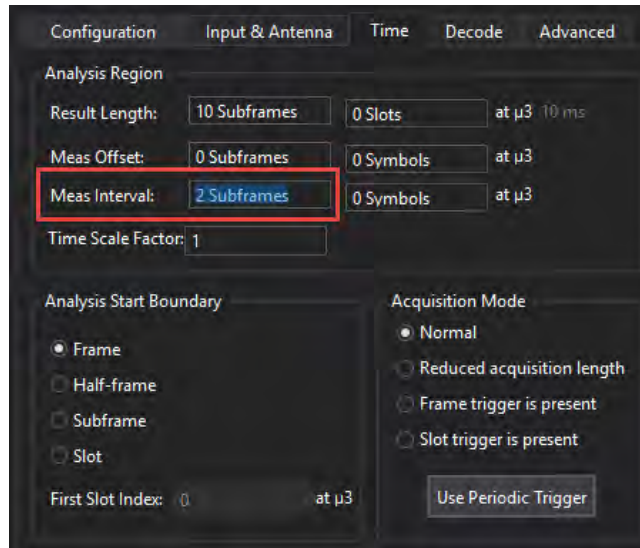 Configuration Input & Antenna Time Decode Advanced
Analysis Region
Result Length: 10 Subframes 0 Slots at µ3 10 ms
Meas Offset: 0 Subframes 0 Symbols at µ3
Meas Interval: 2 Subframes 0 Symbols at µ3
Time Scale Factor: 1
Analysis Start Boundary
Frame
Half-frame
Subframe
Slot
First Slot Index: 0 at µ3
Acquisition Mode
Normal
Reduced acquisition length
Frame trigger is present
Slot trigger is present
Use Periodic Trigger